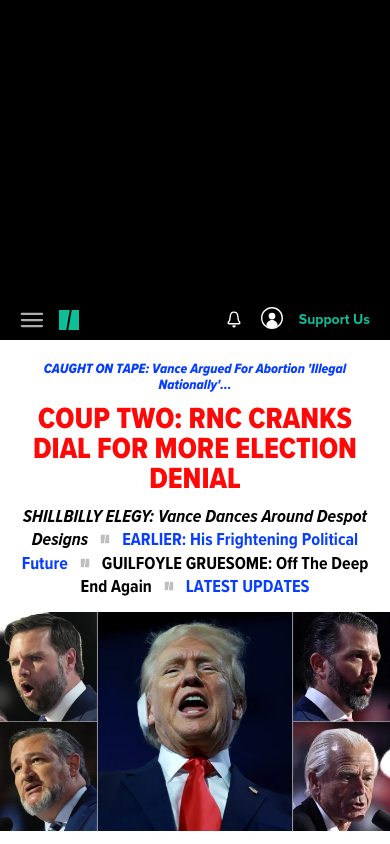 Support Us
CAUGHT ON TAPE: Vance Argued For Abortion 'Illegal
Nationally'...
COUP TWO: RNC CRANKS
DIAL FOR MORE ELECTION
DENIAL
SHILLBILLY ELEGY: Vance Dances Around Despot
Designs " EARLIER: His Frightening Political
Future " GUILFOYLE GRUESOME: Off The Deep
End Again " LATEST UPDATES